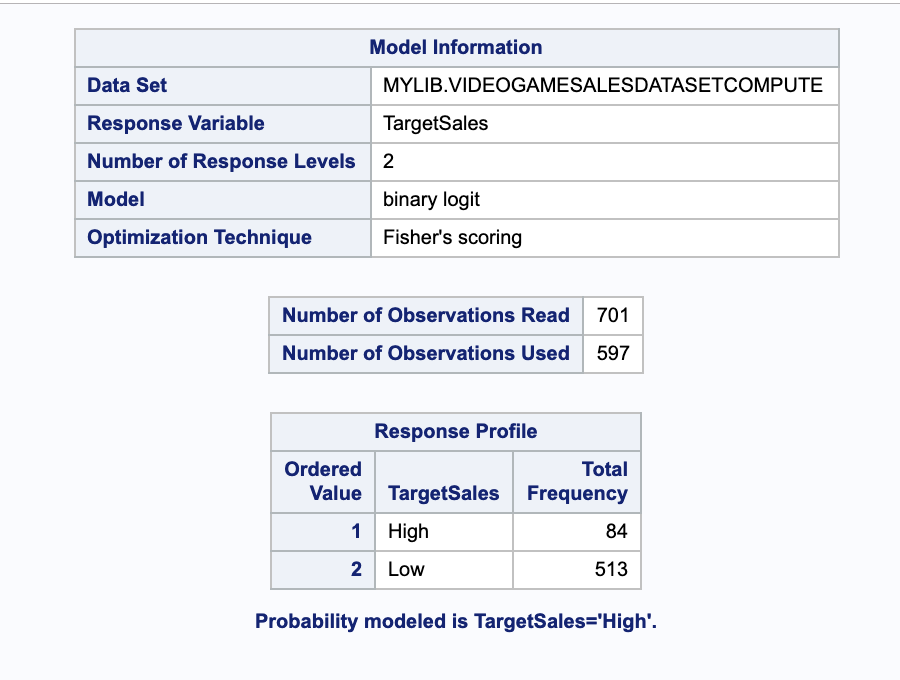 Model Information
Data Set MYLIB.VIDEOGAMESALESDATASETCOMPUTE
Response Variable TargetSales
Number of Response Levels 2
Model binary logit
Optimization Technique Fisher's scoring
Number of Observations Read 701
Number of Observations Used 597
Response Profile
Ordered Value TargetSales Total Frequency
1 High 84
2 Low 513
Probability modeled is TargetSales='High'.